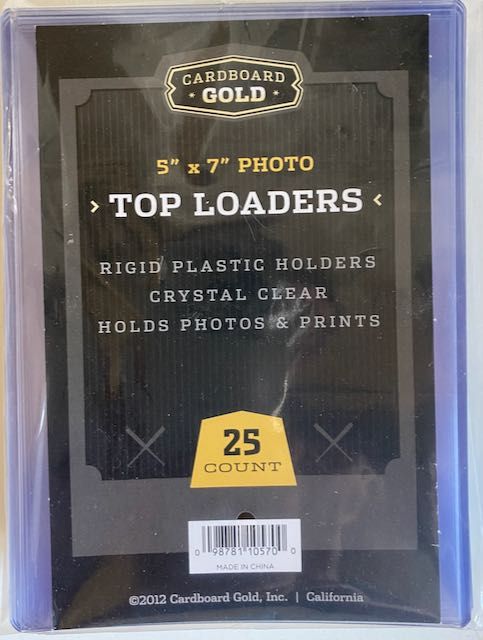 CARDBOARD
GOLD
5" x 7" PHOTO
› TOP LOADERS ‹
RIGID PLASTIC HOLDERS
CRYSTAL CLEAR
HOLDS PHOTOS & PRINTS
25
COUNT
0 98781 10570 0
MADE IN CHINA
©2012 Cardboard Gold, Inc. | California